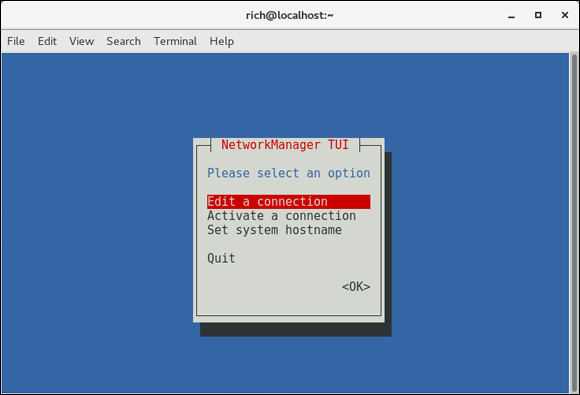 rich@localhost:~
File Edit View Search Terminal Help
NetworkManager TUI
Please select an option
Edit a connection
Activate a connection
Set system hostname
Quit
<OK>